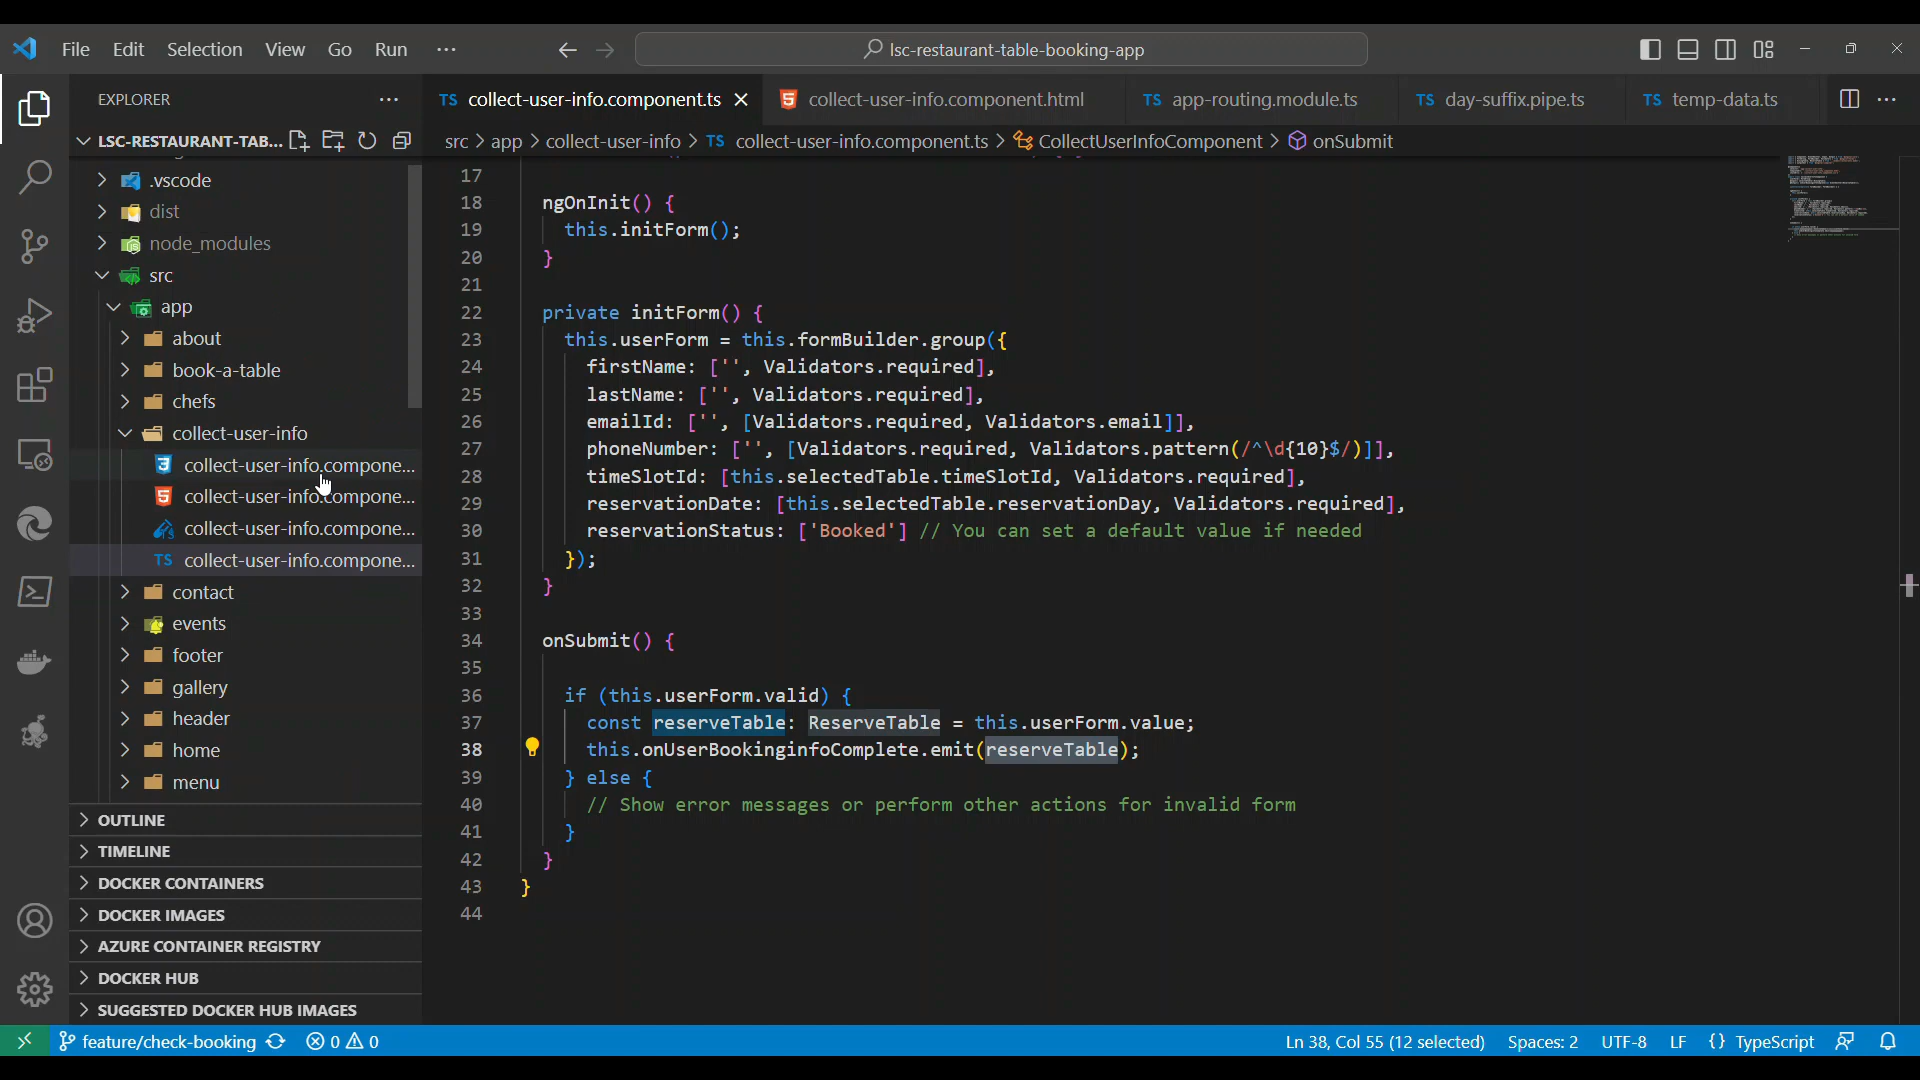 File Edit Selection View Go Run ···
lsc-restaurant-table-booking-app
EXPLORER ···
TS collect-user-info.component.ts
collect-user-info.component.html
TS app-routing.module.ts
TS day-suffix.pipe.ts
TS temp-data.ts
LSC-RESTAURANT-TAB...
src > app > collect-user-info > TS collect-user-info.component.ts > CollectUserInfoComponent > onSubmit
.vscode
dist
node_modules
src
app
about
book-a-table
chefs
collect-user-info
collect-user-info.compone...
collect-user-info.compone...
collect-user-info.compone...
TS collect-user-info.compone...
contact
events
footer
gallery
header
home
menu
OUTLINE
TIMELINE
DOCKER CONTAINERS
DOCKER IMAGES
AZURE CONTAINER REGISTRY
DOCKER HUB
SUGGESTED DOCKER HUB IMAGES
17
18 ngOnInit() {
19 this.initForm();
20 }
21
22 private initForm() {
23 this.userForm = this.formBuilder.group({
24 firstName: ['', Validators.required],
25 lastName: ['', Validators.required],
26 emailId: ['', [Validators.required, Validators.email]],
27 phoneNumber: ['', [Validators.required, Validators.pattern(/^\d{10}$/)]],
28 timeSlotId: [this.selectedTable.timeSlotId, Validators.required],
29 reservationDate: [this.selectedTable.reservationDay, Validators.required],
30 reservationStatus: ['Booked'] // You can set a default value if needed
31 });
32 }
33
34 onSubmit() {
35
36 if (this.userForm.valid) {
37 const reserveTable: ReserveTable = this.userForm.value;
38 this.onUserBookinginfoComplete.emit(reserveTable);
39 } else {
40 // Show error messages or perform other actions for invalid form
41 }
42 }
43 }
44
feature/check-booking 0 0 Ln 38, Col 55 (12 selected) Spaces: 2 UTF-8 LF {} TypeScript